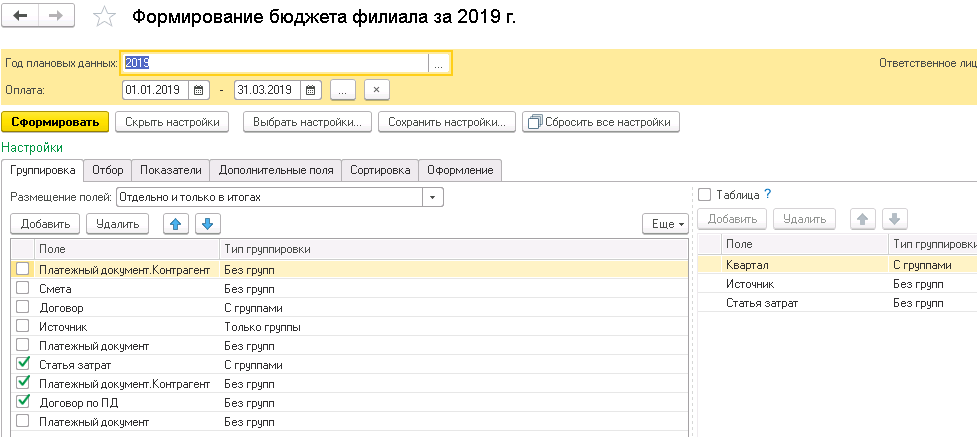 Формирование бюджета филиала за 2019 г.
Год плановых данных: 2019 ... Ответственное лиц
Оплата: 01.01.2019 - 31.03.2019 ... ×
Сформировать Скрыть настройки Выбрать настройки... Сохранить настройки... Сбросить все настройки
Настройки
Группировка Отбор Показатели Дополнительные поля Сортировка Оформление
Размещение полей: Отдельно и только в итогах
Таблица ?
Добавить Удалить Еще
Добавить Удалить
Поле Тип группировки
Платежный документ.Контрагент Без групп
Смета Без групп
Договор С группами
Источник Только группы
Платежный документ Без групп
Статья затрат С группами
Платежный документ.Контрагент Без групп
Договор по ПД Без групп
Платежный документ Без групп
Поле Тип группировки
Квартал С группами
Источник Без групп
Статья затрат Без групп